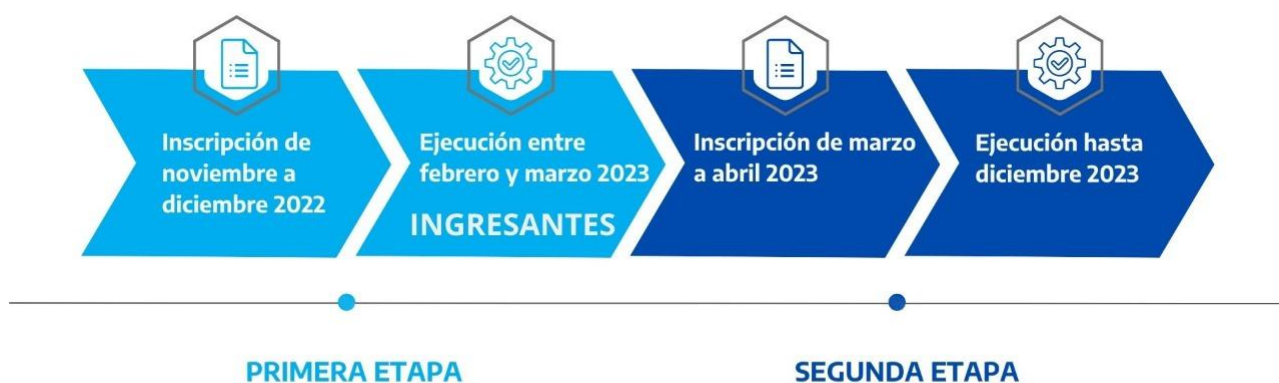 Inscripción de
noviembre a
diciembre 2022
Ejecución entre
febrero y marzo 2023
INGRESANTES
Inscripción de marzo
a abril 2023
Ejecución hasta
diciembre 2023
PRIMERA ETAPA
SEGUNDA ETAPA